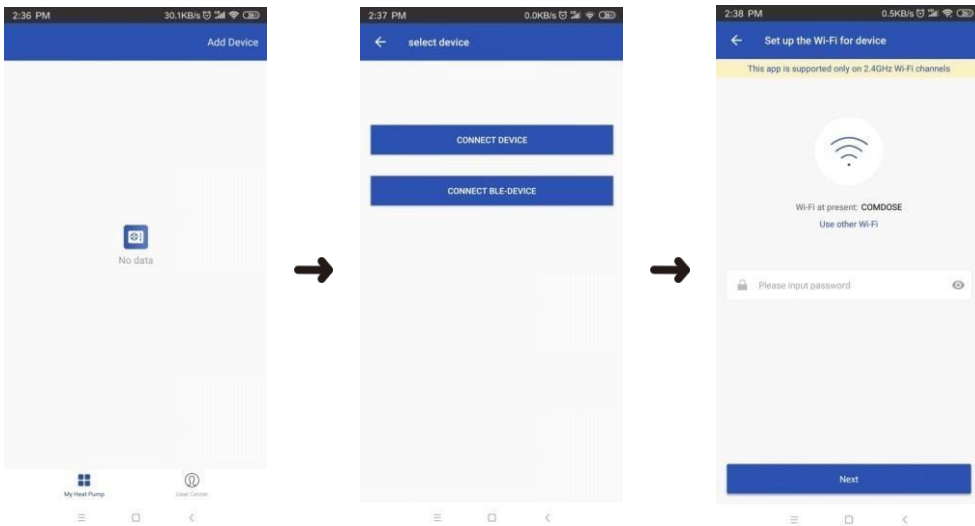 2:36 PM
30.1KB/s
Add Device
No data
My Heat Pump
User Center
2:37 PM
0.0KB/s
select device
CONNECT DEVICE
CONNECT BLE-DEVICE
2:38 PM
0.5KB/s
Set up the Wi-Fi for device
This app is supported only on 2.4GHz Wi-Fi channels
Wi-Fi at present: COMDOSE
Use other Wi-Fi
Please input password
Next